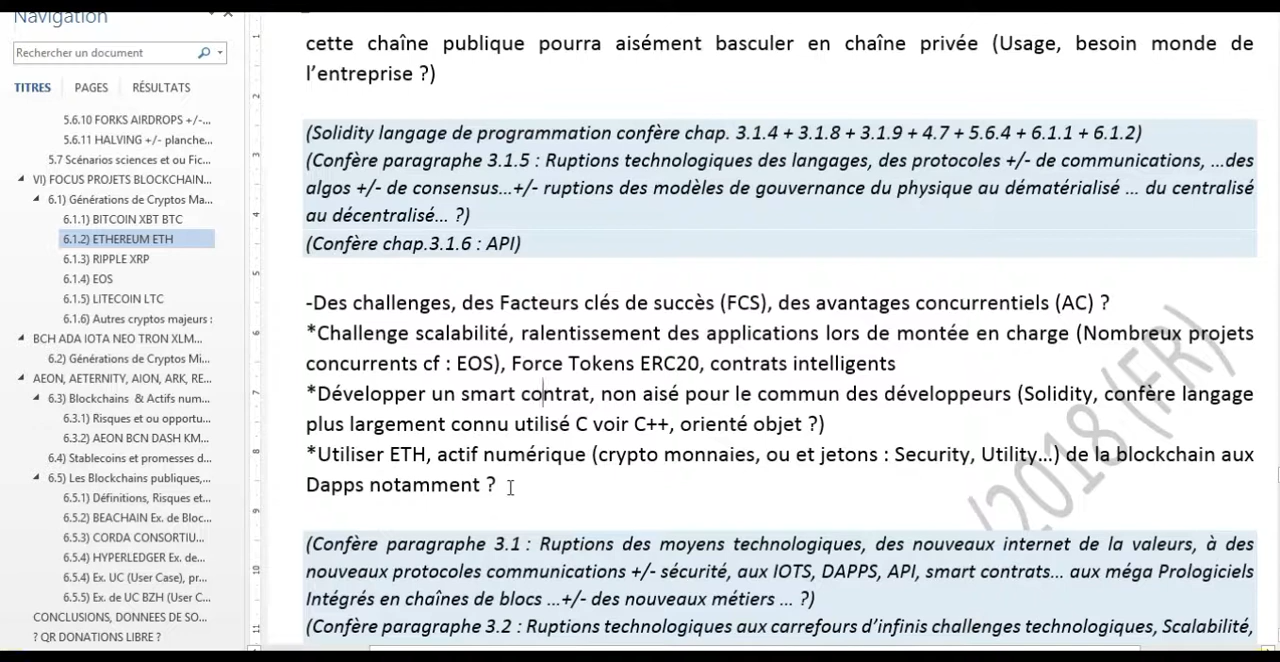 Navigation
Rechercher un document
TITRES PAGES RÉSULTATS
5.6.10 FORKS AIRDROPS +/-...
5.6.11 HALVING +/- planche...
5.7 Scénarios sciences et ou Fic...
VI) FOCUS PROJETS BLOCKCHAIN...
6.1) Générations de Cryptos Ma...
6.1.1) BITCOIN XBT BTC
6.1.2) ETHEREUM ETH
6.1.3) RIPPLE XRP
6.1.4) EOS
6.1.5) LITECOIN LTC
6.1.6) Autres cryptos majeurs :
BCH ADA IOTA NEO TRON XLM...
6.2) Générations de Cryptos Mi...
AEON, AETERNITY, AION, ARK, RE...
6.3) Blockchains & Actifs num...
6.3.1) Risques et ou opportu...
6.3.2) AEON BCN DASH KM...
6.4) Stablecoins et promesses d...
6.5) Les Blockchains publiques,...
6.5.1) Définitions, Risques et...
6.5.2) BEACHAIN Ex. de Bloc...
6.5.3) CORDA CONSORTIU...
6.5.4) HYPERLEDGER Ex. de...
6.5.4) Ex. UC (User Case), pr...
6.5.5) Ex. de UC BZH (User C...
CONCLUSIONS, DONNEES DE SO...
? QR DONATIONS LIBRE ?
cette chaîne publique pourra aisément basculer en chaîne privée (Usage, besoin monde de
l'entreprise ?)
(Solidity langage de programmation confère chap. 3.1.4 + 3.1.8 + 3.1.9 + 4.7 + 5.6.4 + 6.1.1 + 6.1.2)
(Confère paragraphe 3.1.5 : Ruptions technologiques des langages, des protocoles +/- de communications, ...des
algos +/- de consensus...+/- ruptions des modèles de gouvernance du physique au dématérialisé ... du centralisé
au décentralisé... ?)
(Confère chap.3.1.6 : API)
-Des challenges, des Facteurs clés de succès (FCS), des avantages concurrentiels (AC) ?
*Challenge scalabilité, ralentissement des applications lors de montée en charge (Nombreux projets
concurrents cf : EOS), Force Tokens ERC20, contrats intelligents
*Développer un smart contrat, non aisé pour le commun des développeurs (Solidity, confère langage
plus largement connu utilisé C voir C++, orienté objet ?)
*Utiliser ETH, actif numérique (crypto monnaies, ou et jetons : Security, Utility...) de la blockchain aux
Dapps notamment ?
(Confère paragraphe 3.1 : Ruptions des moyens technologiques, des nouveaux internet de la valeurs, à des
nouveaux protocoles communications +/- sécurité, aux IOTS, DAPPS, API, smart contrats... aux méga Prologiciels
Intégrés en chaînes de blocs ...+/- des nouveaux métiers ... ?)
(Confère paragraphe 3.2 : Ruptions technologiques aux carrefours d'infinis challenges technologiques, Scalabilité,
/2018 (FR)